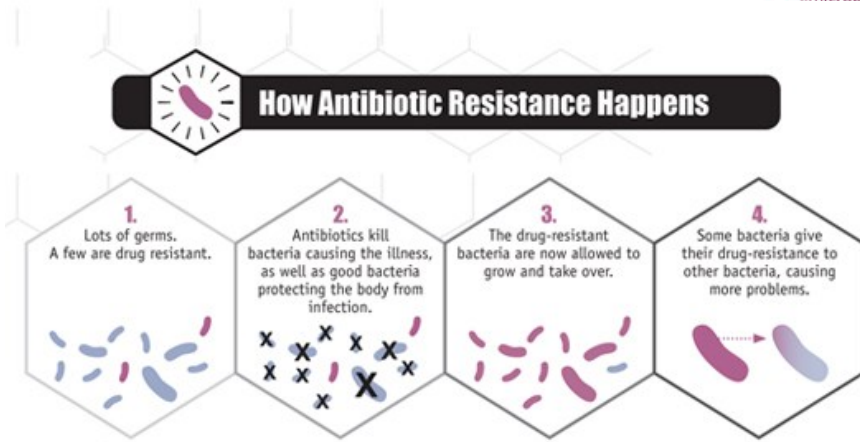 How Antibiotic Resistance Happens
1.
Lots of germs.
A few are drug resistant.
2.
Antibiotics kill
bacteria causing the illness,
as well as good bacteria
protecting the body from
infection.
X X X X X X X X X X
3.
The drug-resistant
bacteria are now allowed to
grow and take over.
4.
Some bacteria give
their drug-resistance to
other bacteria, causing
more problems.